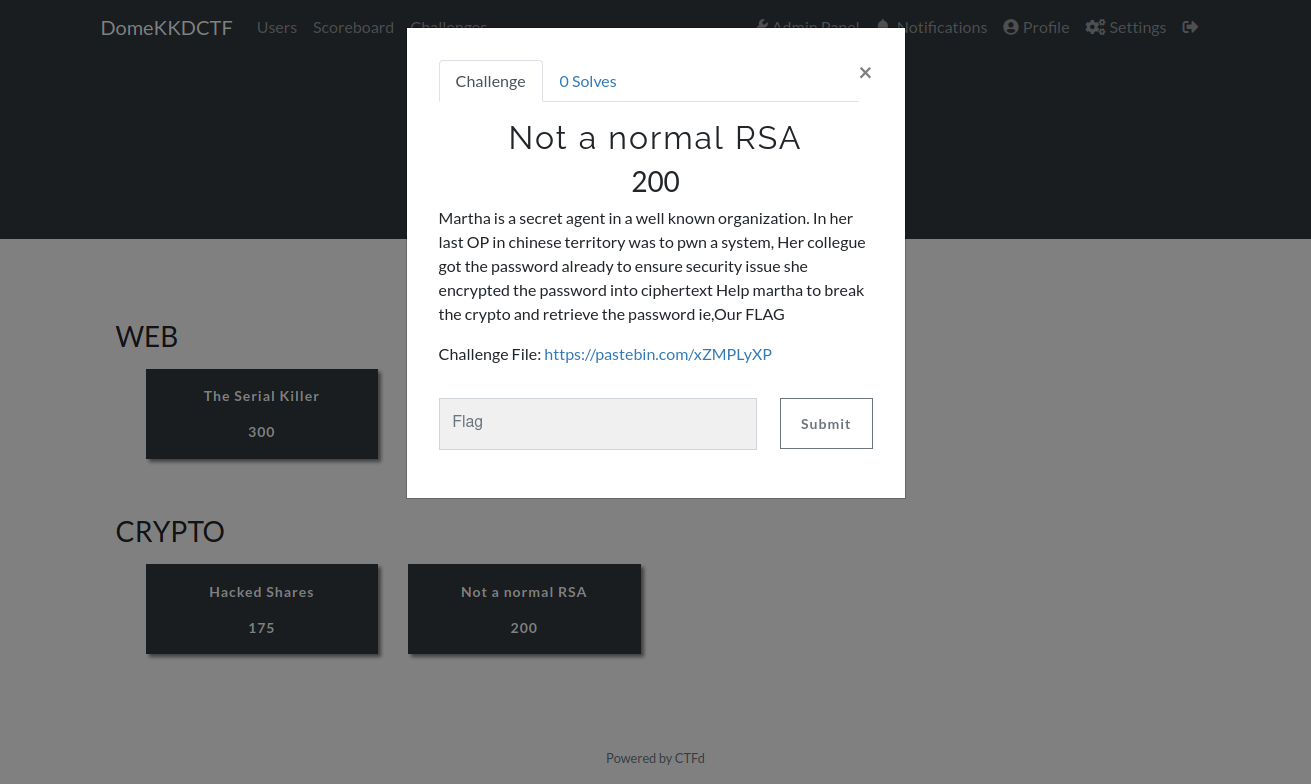 DomeKKDCTF Users Scoreboard Challenges Admin Panel Notifications Profile Settings
Challenge 0 Solves ×
Not a normal RSA
200
Martha is a secret agent in a well known organization. In her
last OP in chinese territory was to pwn a system, Her collegue
got the password already to ensure security issue she
encrypted the password into ciphertext Help martha to break
the crypto and retrieve the password ie,Our FLAG
Challenge File: https://pastebin.com/xZMPLyXP
Flag Submit
WEB
The Serial Killer
300
CRYPTO
Hacked Shares Not a normal RSA
175 200
Powered by CTFd